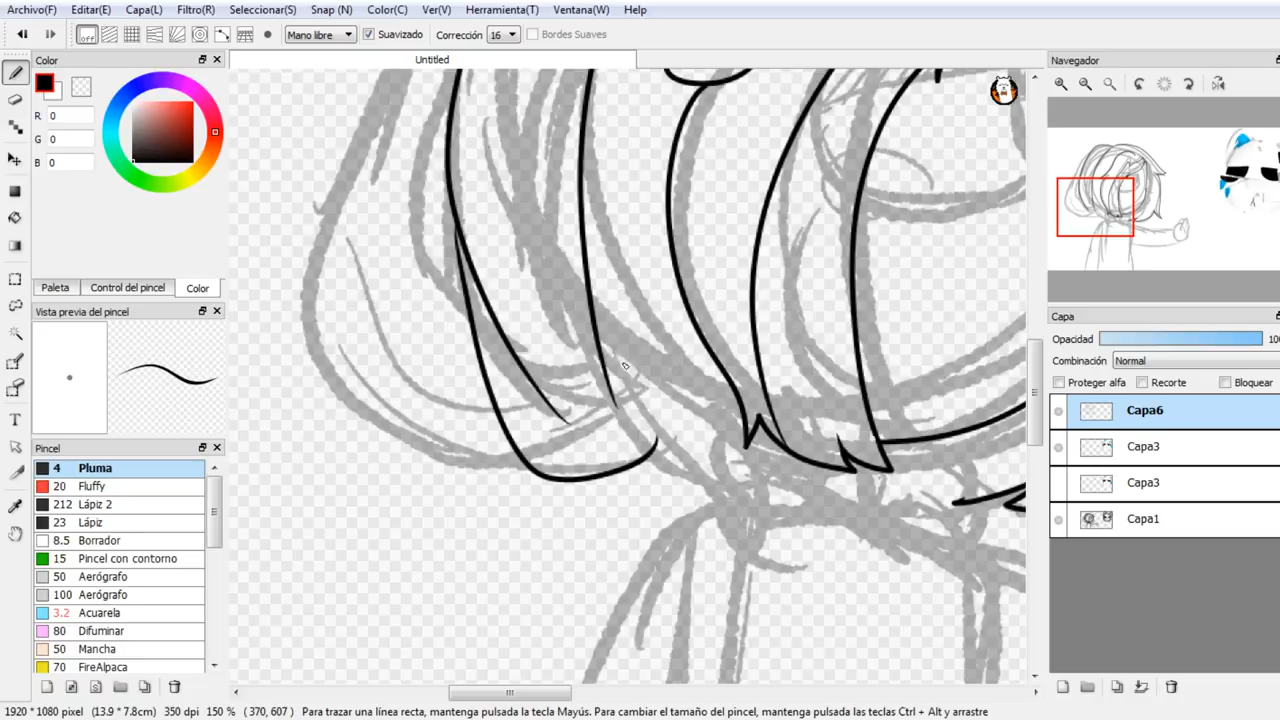 Archivo(F) Editar(E) Capa(L) Filtro(R) Seleccionar(S) Snap (N) Color(C) Ver(V) Herramienta(T) Ventana(W) Help
Off Mano libre Suavizado Corrección 16 Bordes Suaves
Color
Untitled
Navegador
R 0
G 0
B 0
Paleta Control del pincel Color
Vista previa del pincel
Capa
Opacidad 100
Combinación Normal
Proteger alfa Recorte Bloquear
Capa6
Capa3
Capa3
Capa1
Pincel
4 Pluma
20 Fluffy
212 Lápiz 2
23 Lápiz
8.5 Borrador
15 Pincel con contorno
50 Aerógrafo
100 Aerógrafo
3.2 Acuarela
80 Difuminar
50 Mancha
70 FireAlpaca
1920 * 1080 pixel (13.9 * 7.8cm) 350 dpi 150 % ( 370, 607 ) Para trazar una línea recta, mantenga pulsada la tecla Mayús. Para cambiar el tamaño del pincel, mantenga pulsada las teclas Ctrl + Alt y arrastre